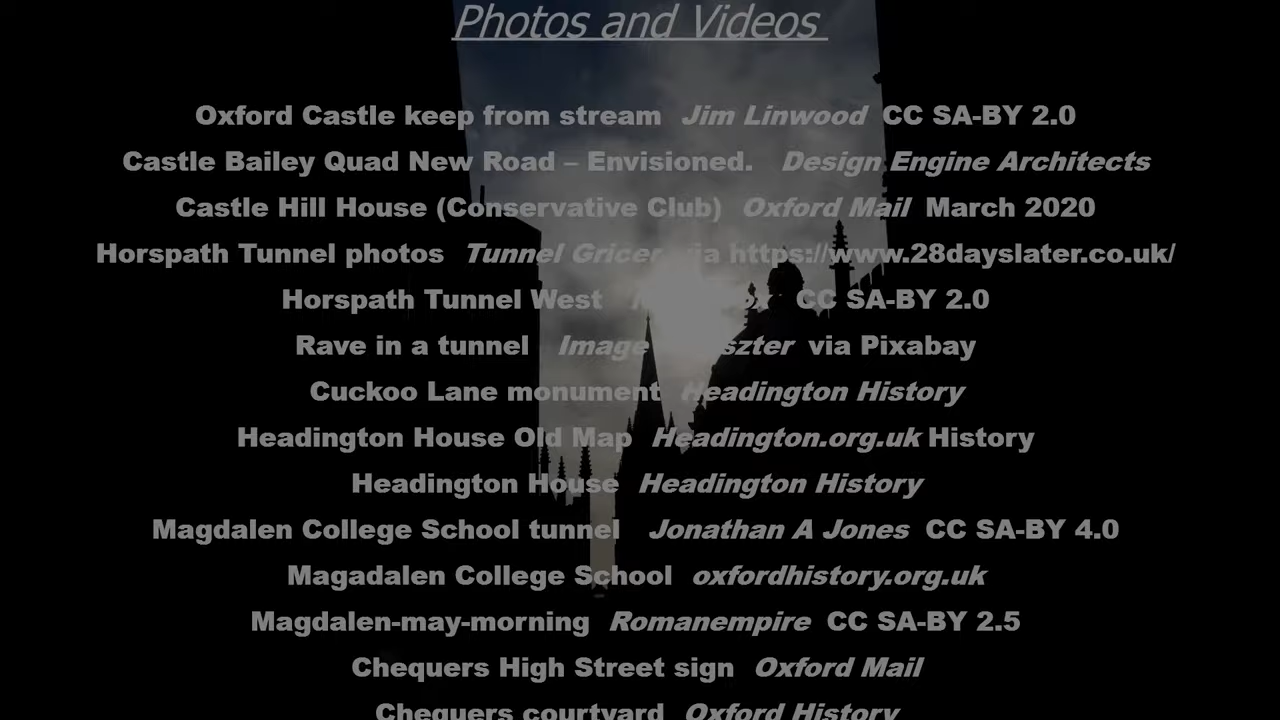 Photos and Videos
Oxford Castle keep from stream Jim Linwood CC SA-BY 2.0
Castle Bailey Quad New Road – Envisioned. Design Engine Architects
Castle Hill House (Conservative Club) Oxford Mail March 2020
Horspath Tunnel photos Tunnel Gricer via https://www.28dayslater.co.uk/
Horspath Tunnel West CC SA-BY 2.0
Rave in a tunnel Image via Pixabay
Cuckoo Lane monument Headington History
Headington House Old Map Headington.org.uk History
Headington House Headington History
Magdalen College School tunnel Jonathan A Jones CC SA-BY 4.0
Magadalen College School oxfordhistory.org.uk
Magdalen-may-morning Romanempire CC SA-BY 2.5
Chequers High Street sign Oxford Mail
Chequers courtyard Oxford History